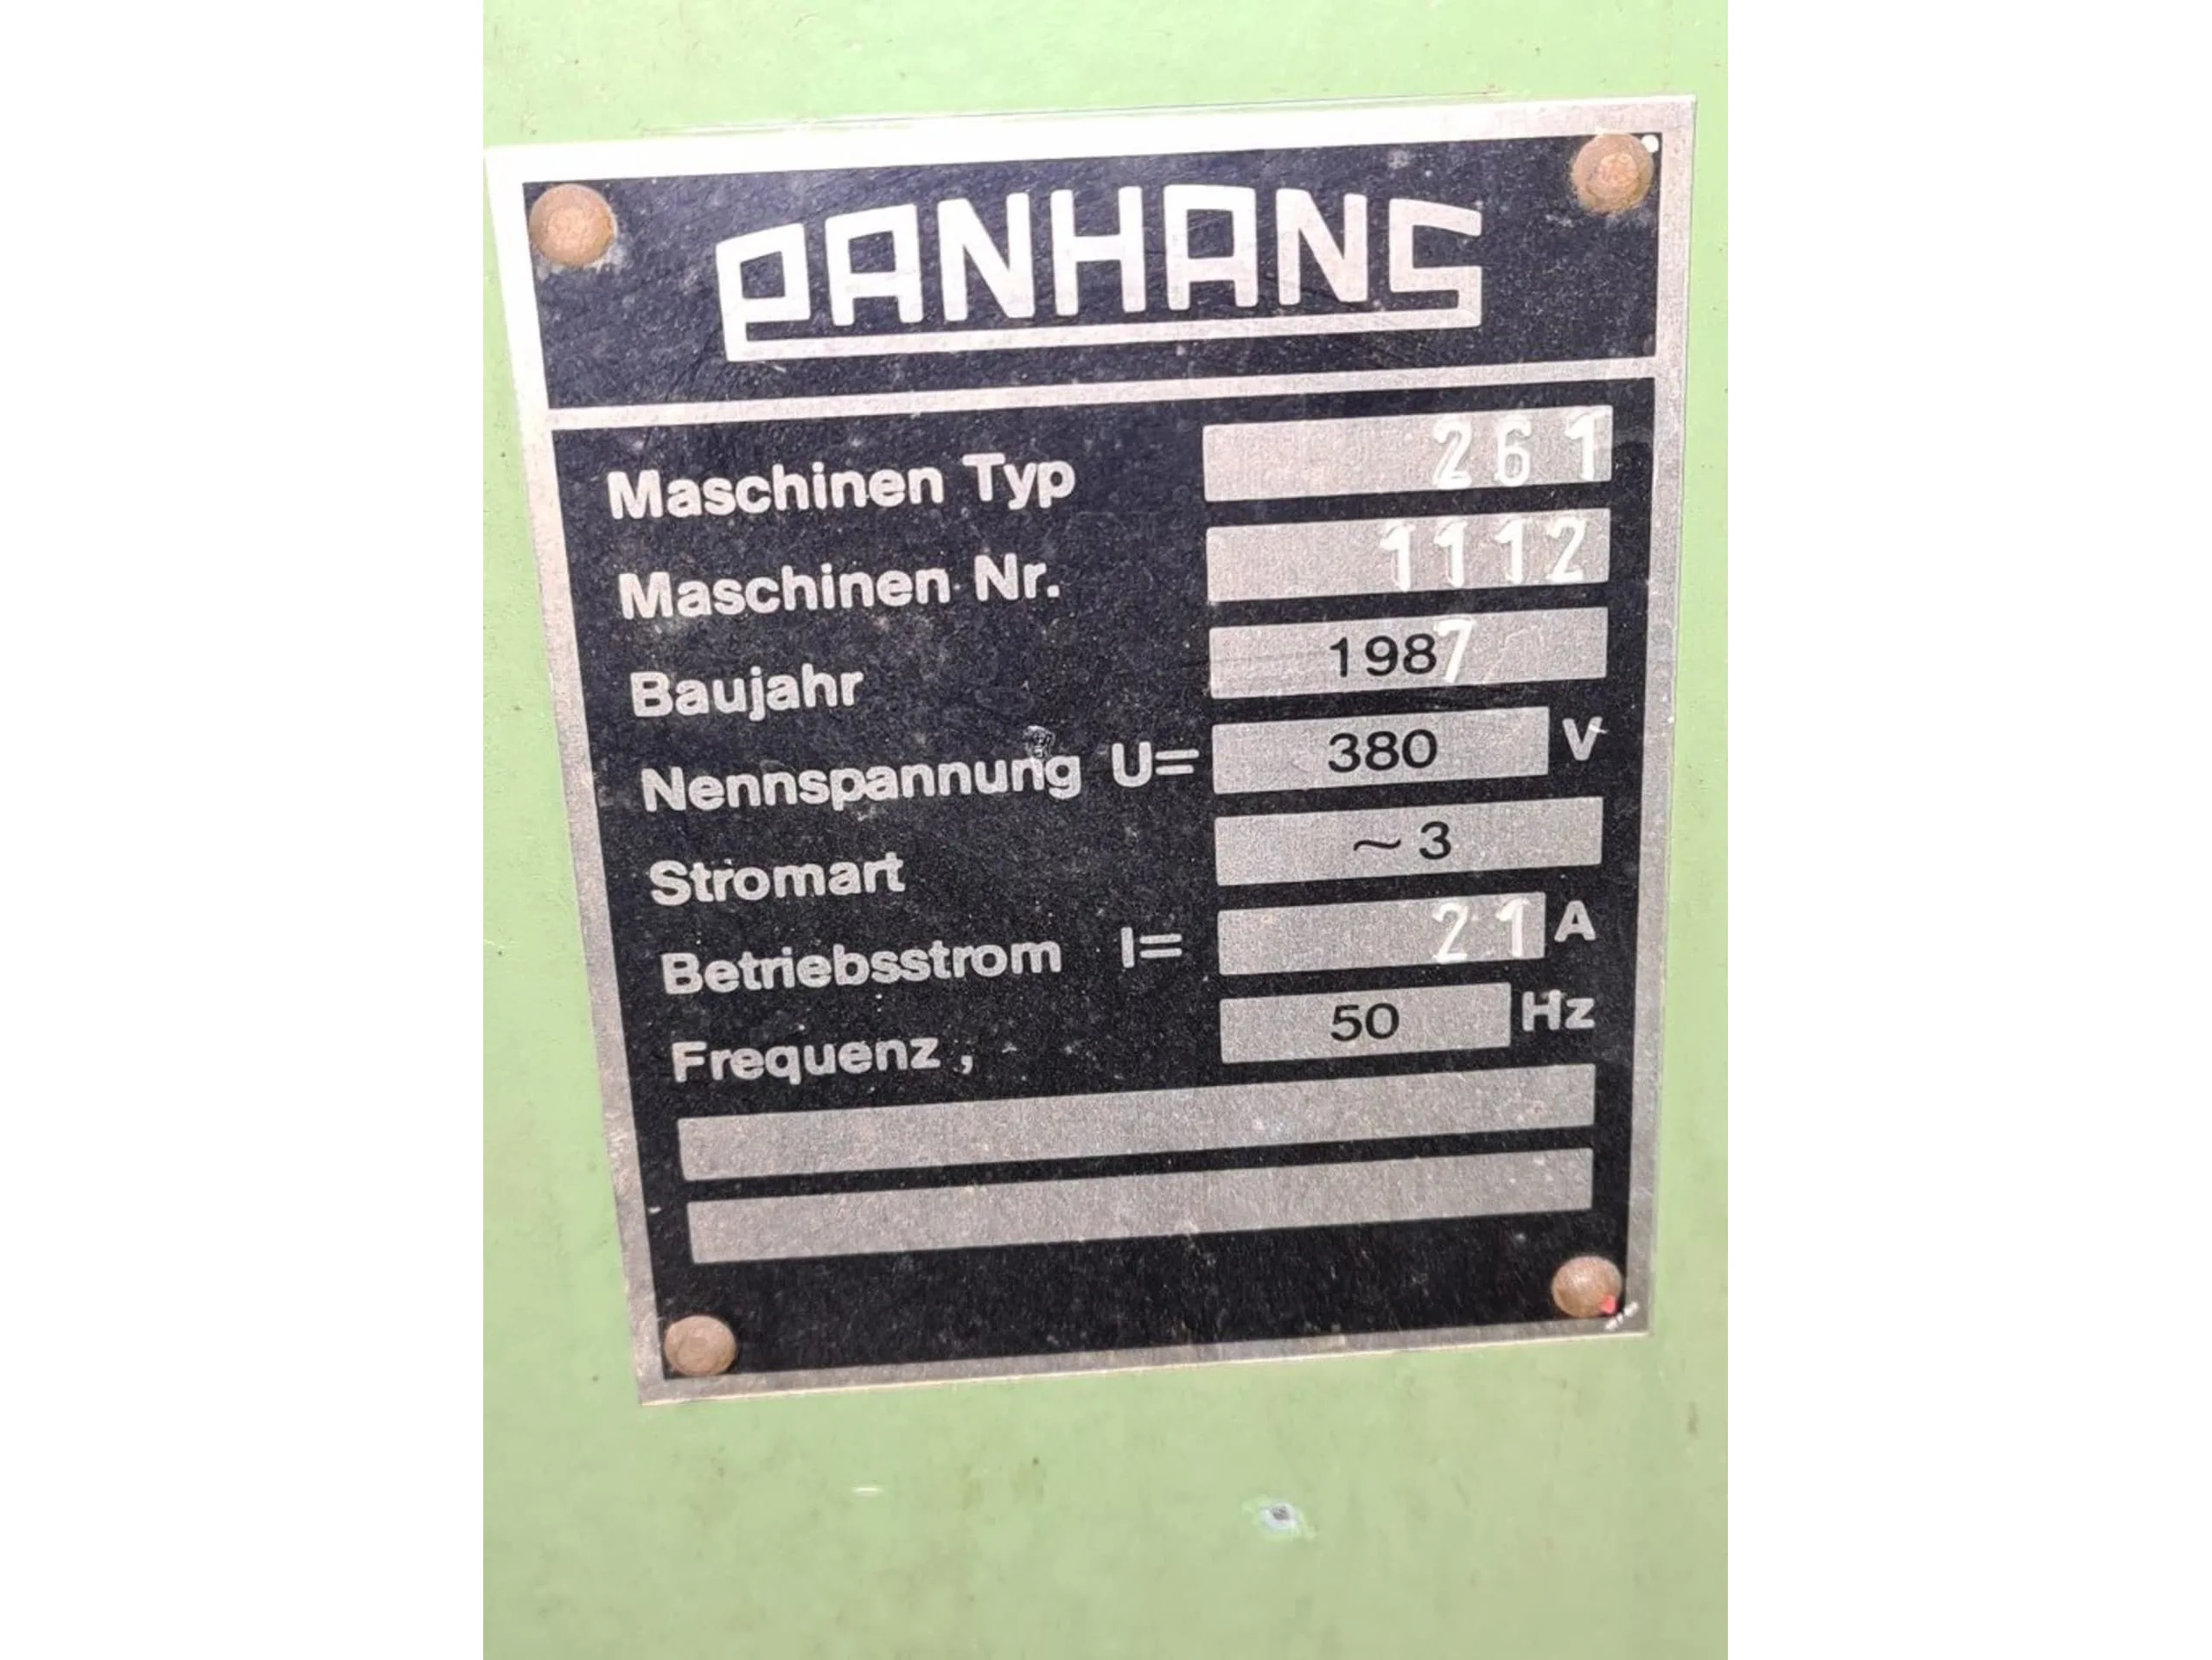 PANHANS
Maschinen Typ 261
Maschinen Nr. 1112
Baujahr 1987
Nennspannung U= 380 V
Stromart ~3
Betriebsstrom I= 21 A
Frequenz, 50 Hz